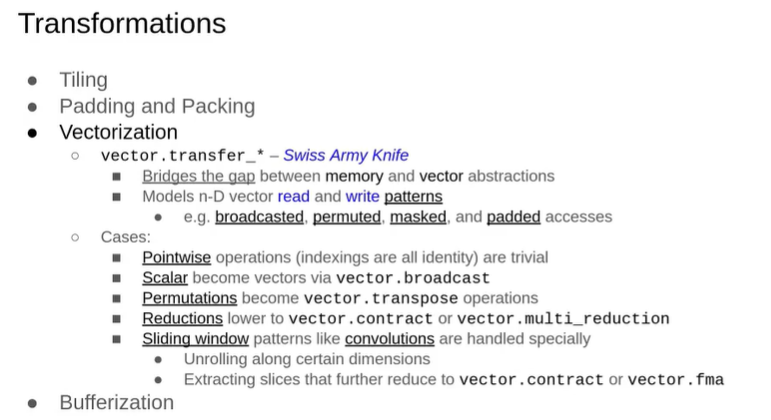 Transformations
● Tiling
● Padding and Packing
● Vectorization
○ vector.transfer_* – Swiss Army Knife
■ Bridges the gap between memory and vector abstractions
■ Models n-D vector read and write patterns
● e.g. broadcasted, permuted, masked, and padded accesses
○ Cases:
■ Pointwise operations (indexings are all identity) are trivial
■ Scalar become vectors via vector.broadcast
■ Permutations become vector.transpose operations
■ Reductions lower to vector.contract or vector.multi_reduction
■ Sliding window patterns like convolutions are handled specially
● Unrolling along certain dimensions
● Extracting slices that further reduce to vector.contract or vector.fma
● Bufferization